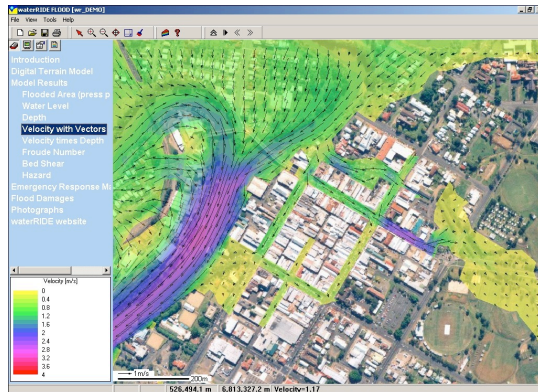 waterRIDE FLOOD [wr_DEMO]
File View Tools Help
Introduction
Digital Terrain Model
Model Results
Flooded Area (press p
Water Level
Depth
Velocity with Vectors
Velocity times Depth
Froude Number
Bed Shear
Hazard
Emergency Response Ma
Flood Damages
Photographs
waterRIDE website
Velocity [m/s]
0
0.4
0.8
1.2
1.6
2
2.4
2.8
3.2
3.6
4
1m/s
200m
526,494.1 m 6,813,327.2 m Velocity=1.17